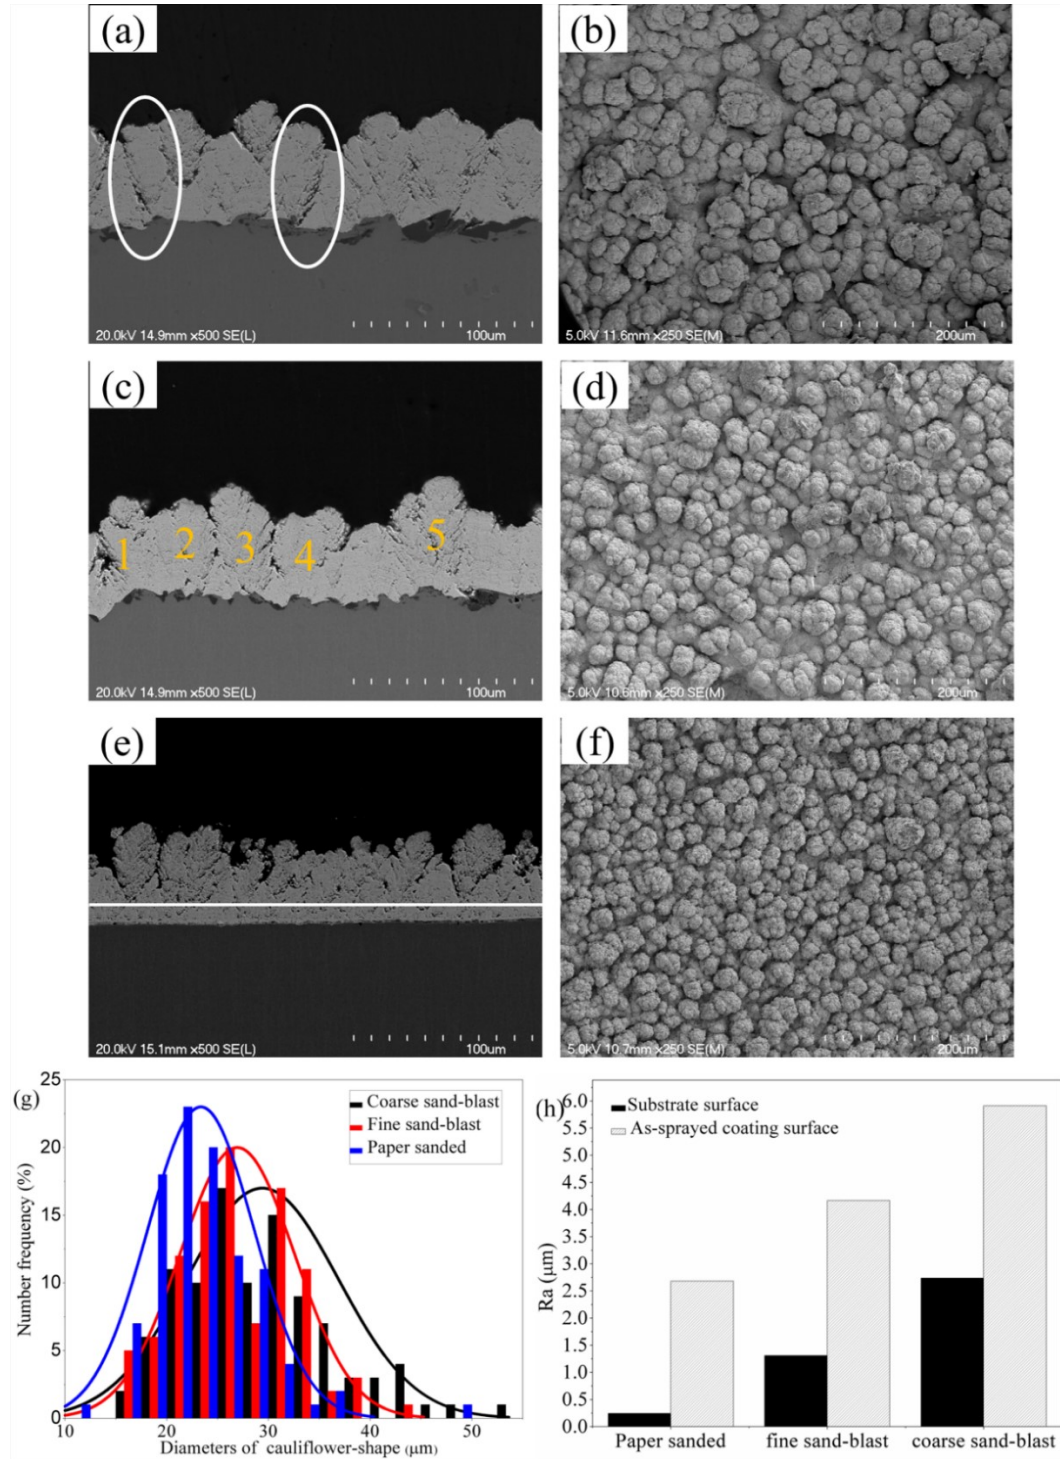 (a)
(b)
20.0kV 14.9mm x500 SE(L)
100um
5.0kV 11.6mm x250 SE(M)
200um
(c)
(d)
1
2
3
4
5
20.0kV 14.9mm x500 SE(L)
100um
5.0kV 10.6mm x250 SE(M)
200um
(e)
(f)
20.0kV 15.1mm x500 SE(L)
100um
5.0kV 10.7mm x250 SE(M)
200um
(g)
25
20
15
10
5
0
Number frequency (%)
Coarse sand-blast
Fine sand-blast
Paper sanded
10 20 30 40 50
Diameters of cauliflower-shape (μm)
(h)
6.0
5.5
5.0
4.5
4.0
3.5
3.0
2.5
2.0
1.5
1.0
0.5
0.0
Ra (μm)
Substrate surface
As-sprayed coating surface
Paper sanded fine sand-blast coarse sand-blast